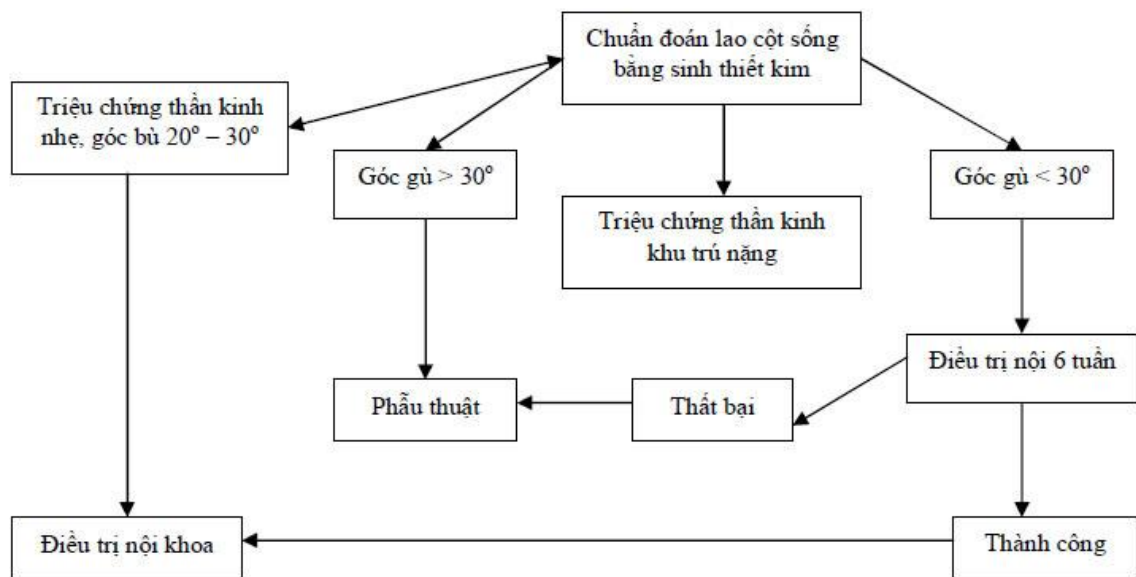 Chuẩn đoán lao cột sống
bằng sinh thiết kim
Triệu chứng thần kinh
nhẹ, góc bù 20° – 30°
Góc gù > 30°
Góc gù < 30°
Triệu chứng thần kinh
khu trú nặng
Điều trị nội 6 tuần
Phẫu thuật
Thất bại
Điều trị nội khoa
Thành công